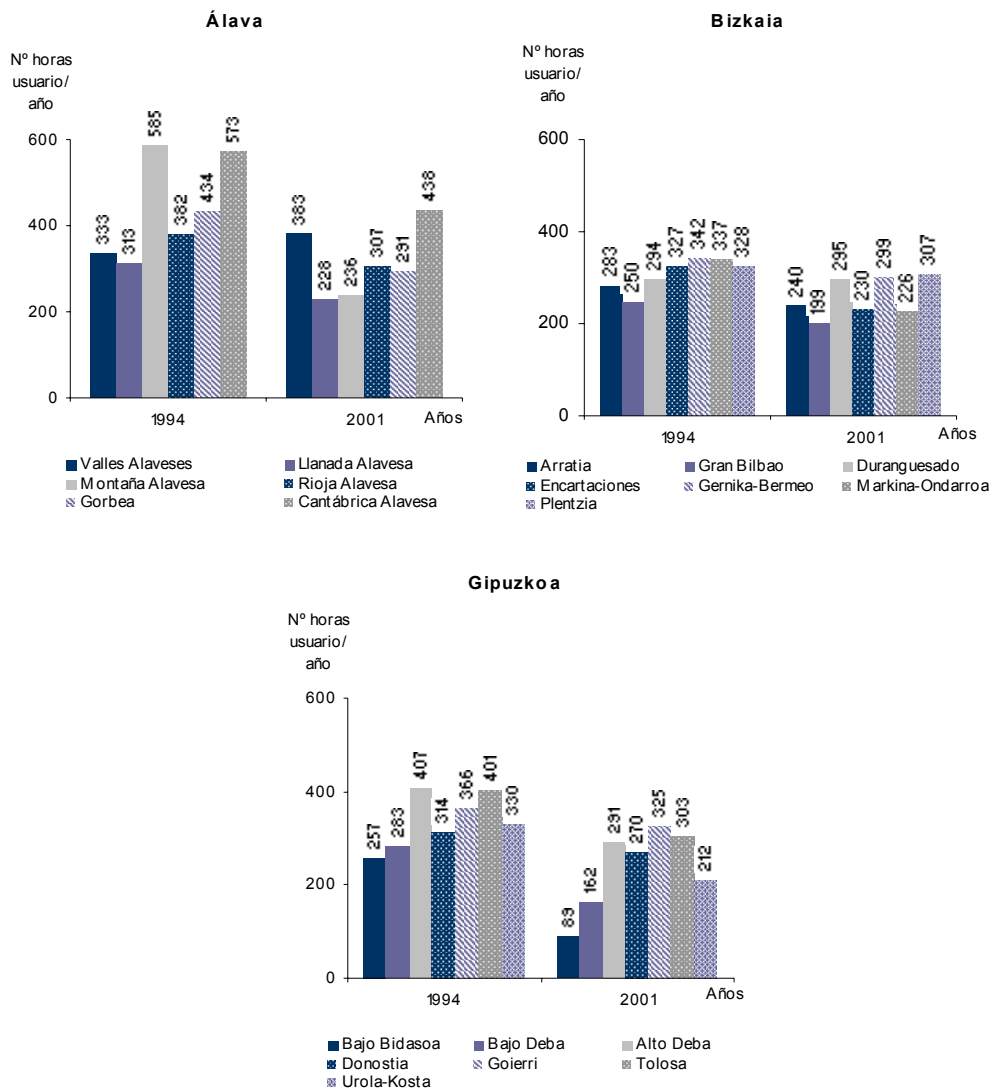 Álava
Nº horas
usuario/
año
600
400
200
0
333
313
585
382
434
573
383
228
236
307
291
438
1994
2001
Años
Valles Alaveses
Llanada Alavesa
Montaña Alavesa
Rioja Alavesa
Gorbea
Cantábrica Alavesa
Bizkaia
Nº horas
usuario/
año
600
400
200
0
283
250
294
327
342
337
328
240
199
295
230
299
226
307
1994
2001
Años
Arratia
Gran Bilbao
Duranguesado
Encartaciones
Gernika-Bermeo
Markina-Ondarroa
Plentzia
Gipuzkoa
Nº horas
usuario/
año
600
400
200
0
257
283
407
314
366
401
330
89
162
291
270
325
303
212
1994
2001
Años
Bajo Bidasoa
Bajo Deba
Alto Deba
Donostia
Goierri
Tolosa
Urola-Kosta